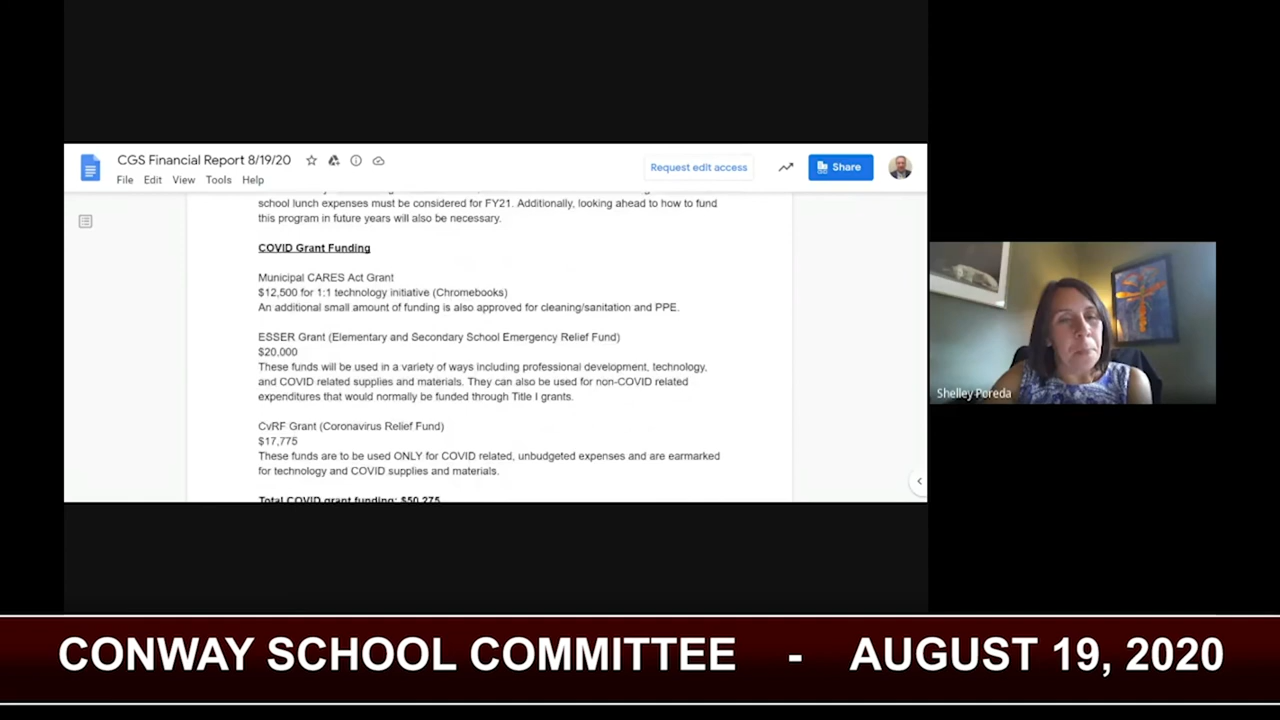 CGS Financial Report 8/19/20
File Edit View Tools Help
Request edit access
Share
school lunch expenses must be considered for FY21. Additionally, looking ahead to how to fund
this program in future years will also be necessary.
COVID Grant Funding
Municipal CARES Act Grant
$12,500 for 1:1 technology initiative (Chromebooks)
An additional small amount of funding is also approved for cleaning/sanitation and PPE.
ESSER Grant (Elementary and Secondary School Emergency Relief Fund)
$20,000
These funds will be used in a variety of ways including professional development, technology,
and COVID related supplies and materials. They can also be used for non-COVID related
expenditures that would normally be funded through Title I grants.
CvRF Grant (Coronavirus Relief Fund)
$17,775
These funds are to be used ONLY for COVID related, unbudgeted expenses and are earmarked
for technology and COVID supplies and materials.
Total COVID grant funding: $50,275
Shelley Poreda
CONWAY SCHOOL COMMITTEE - AUGUST 19, 2020